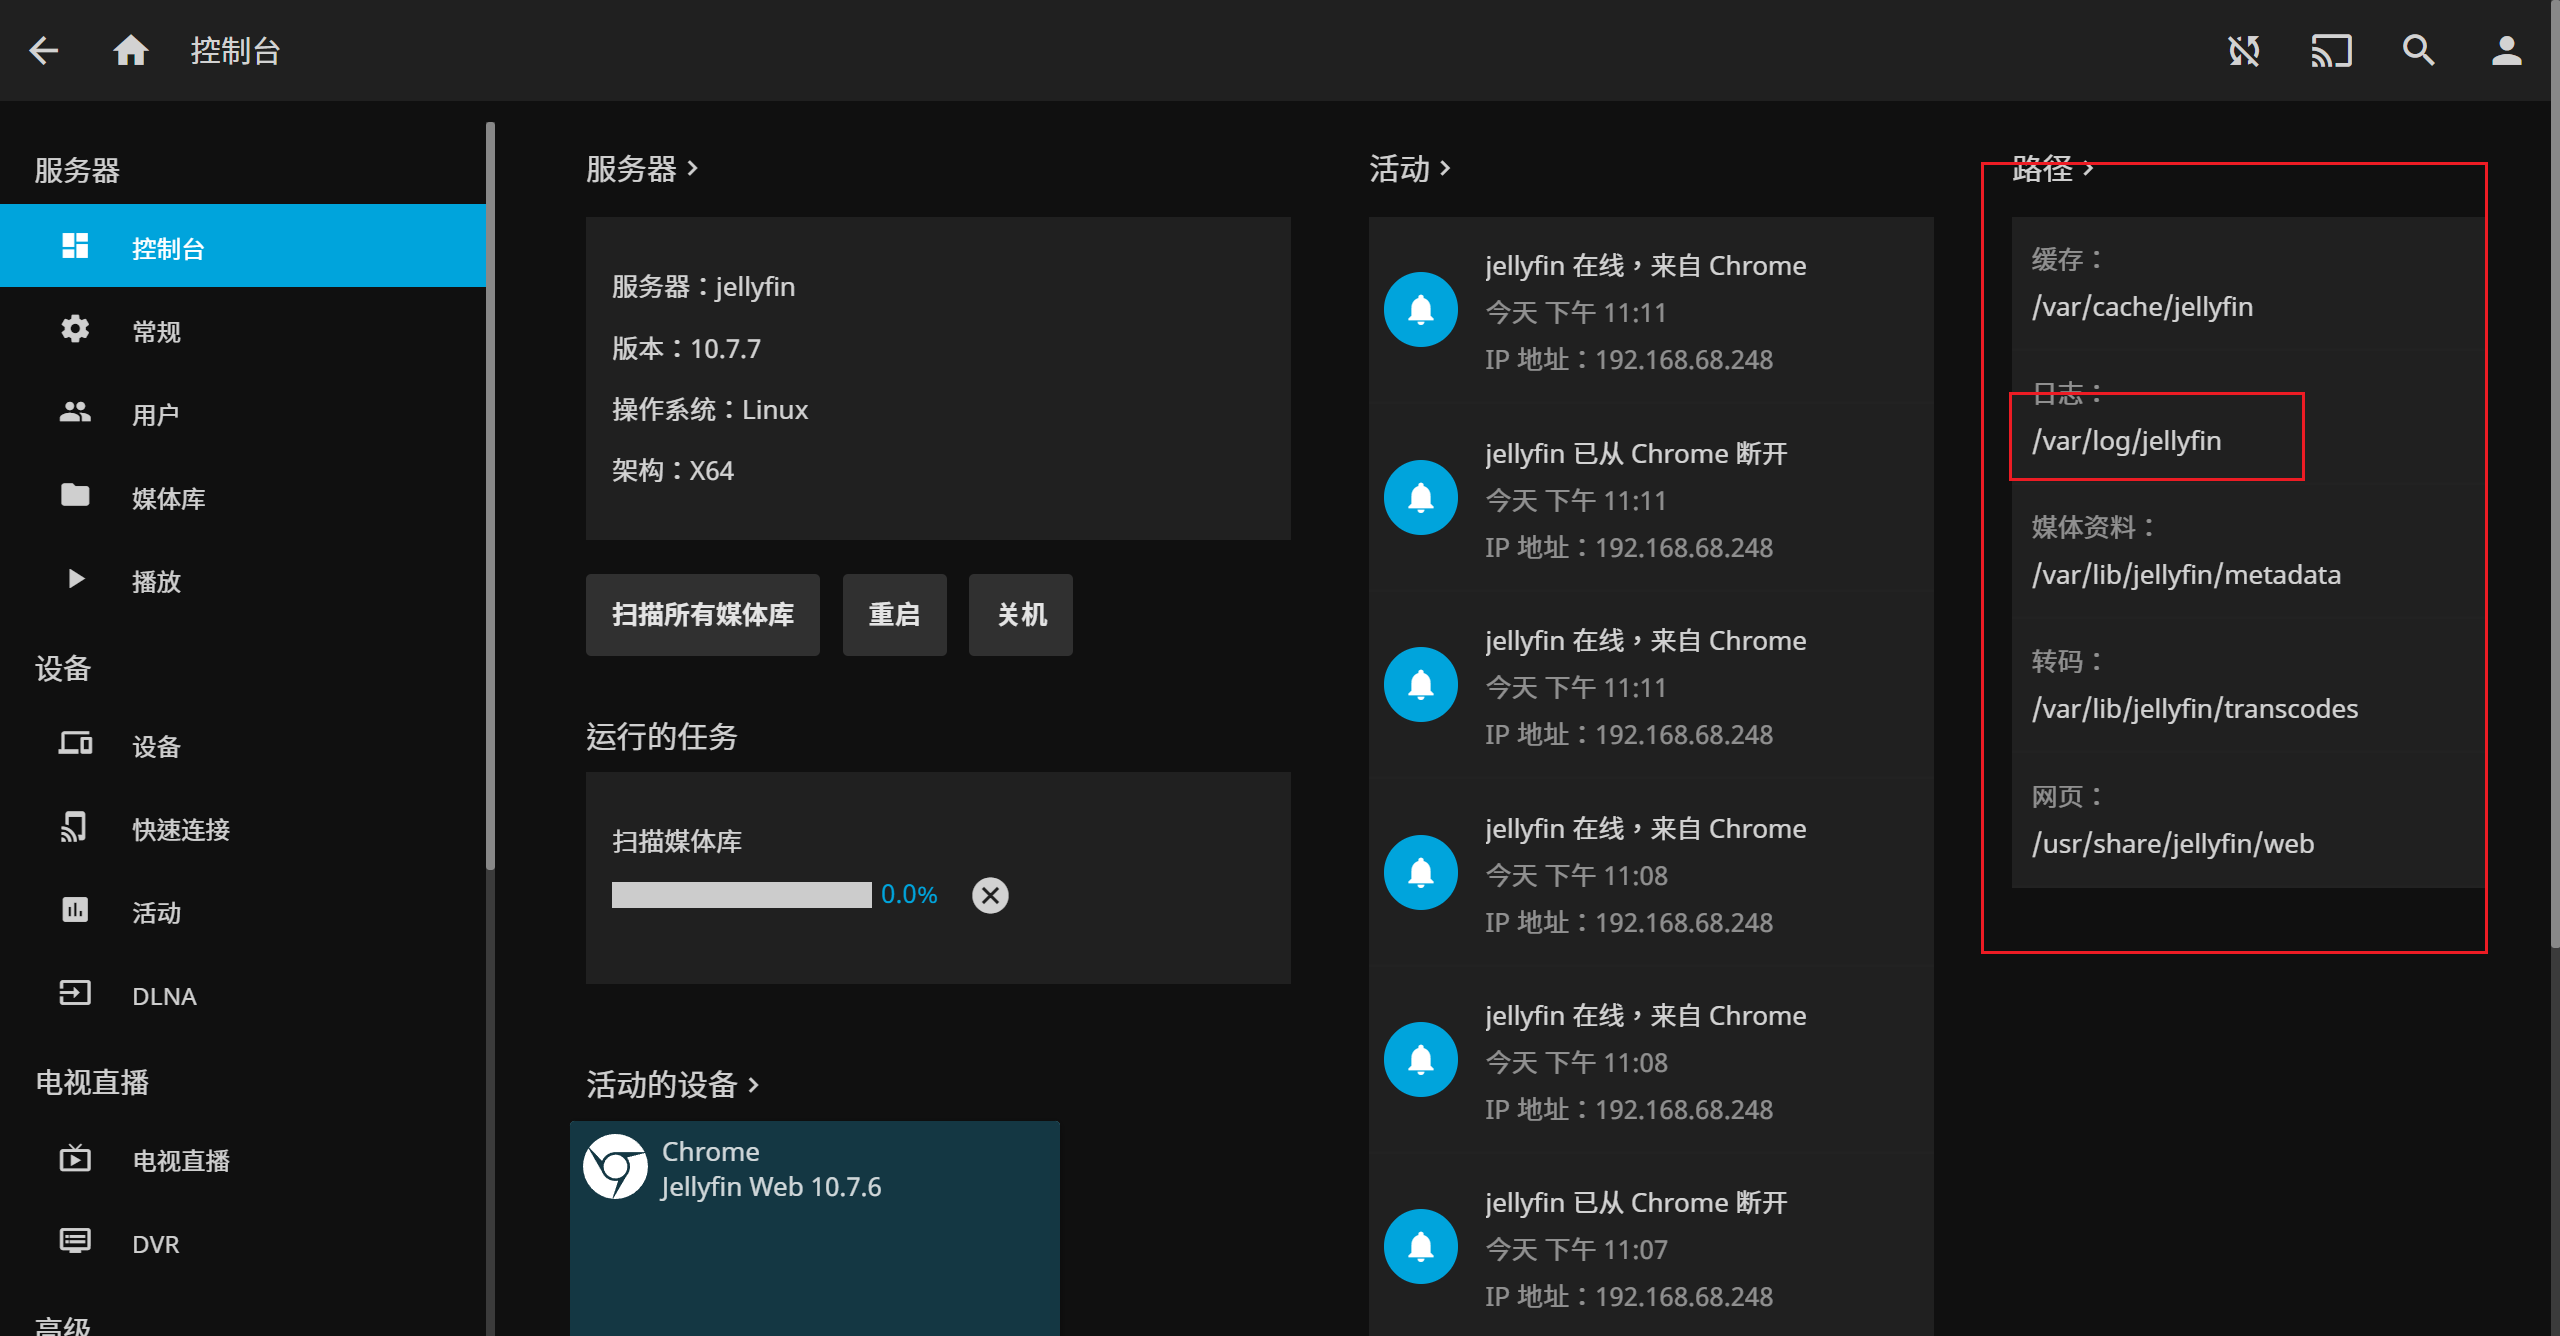 控制台
服务器
控制台
常规
用户
媒体库
播放
设备
设备
快速连接
活动
DLNA
电视直播
电视直播
DVR
高级
服务器
服务器：jellyfin
版本：10.7.7
操作系统：Linux
架构：X64
扫描所有媒体库
重启
关机
运行的任务
扫描媒体库
0.0%
活动的设备
Chrome
Jellyfin Web 10.7.6
活动
jellyfin 在线，来自 Chrome
今天 下午 11:11
IP 地址：192.168.68.248
jellyfin 已从 Chrome 断开
今天 下午 11:11
IP 地址：192.168.68.248
jellyfin 在线，来自 Chrome
今天 下午 11:11
IP 地址：192.168.68.248
jellyfin 在线，来自 Chrome
今天 下午 11:08
IP 地址：192.168.68.248
jellyfin 在线，来自 Chrome
今天 下午 11:08
IP 地址：192.168.68.248
jellyfin 已从 Chrome 断开
今天 下午 11:07
IP 地址：192.168.68.248
路径
缓存：
/var/cache/jellyfin
日志：
/var/log/jellyfin
媒体资料：
/var/lib/jellyfin/metadata
转码：
/var/lib/jellyfin/transcodes
网页：
/usr/share/jellyfin/web